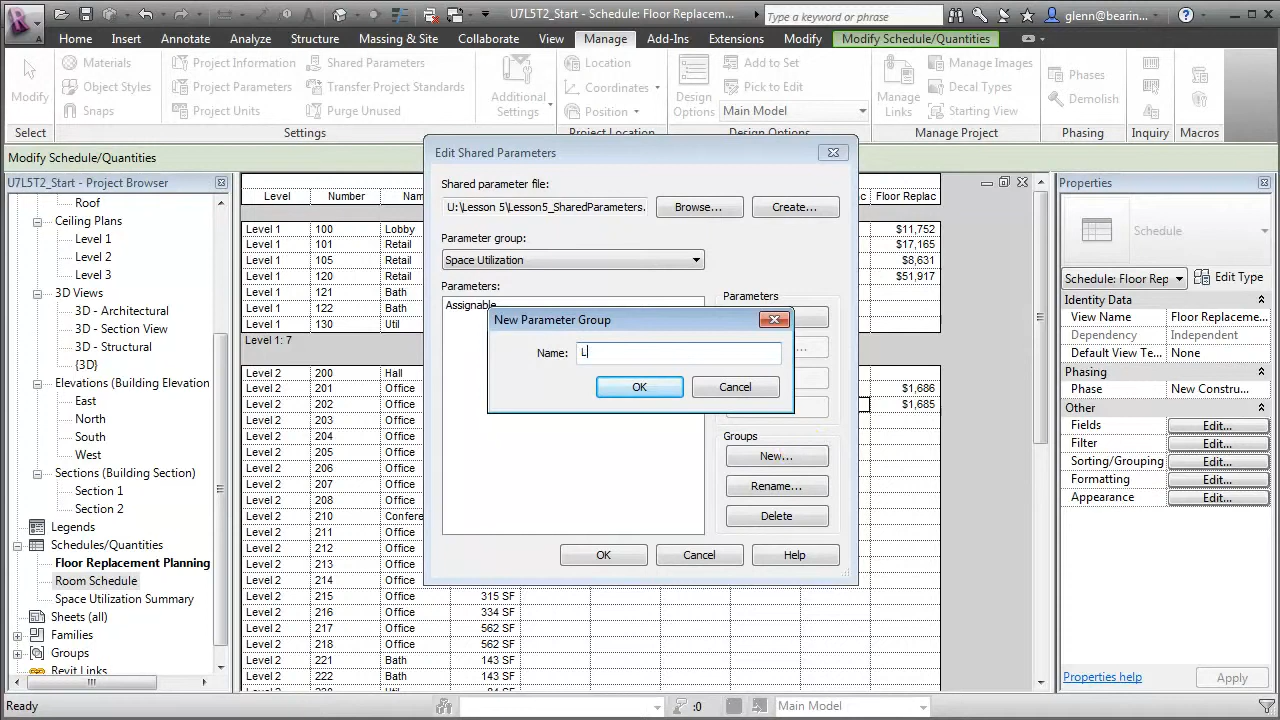 U7L5T2_Start - Schedule: Floor Replacem...
Type a keyword or phrase
glenn@bearin...
Home Insert Annotate Analyze Structure Massing & Site Collaborate View Manage Add-Ins Extensions Modify Modify Schedule/Quantities
Modify
Materials
Object Styles
Snaps
Project Information
Project Parameters
Project Units
Shared Parameters
Transfer Project Standards
Purge Unused
Additional
Settings
Location
Coordinates
Position
Design
Options
Add to Set
Pick to Edit
Main Model
Manage
Links
Manage Images
Decal Types
Starting View
Phases
Demolish
Select Settings Project Location Design Options Manage Project Phasing Inquiry Macros
Modify Schedule/Quantities
U7L5T2_Start - Project Browser
Roof
Ceiling Plans
Level 1
Level 2
Level 3
3D Views
3D - Architectural
3D - Section View
3D - Structural
{3D}
Elevations (Building Elevation
East
North
South
West
Sections (Building Section)
Section 1
Section 2
Legends
Schedules/Quantities
Floor Replacement Planning
Room Schedule
Space Utilization Summary
Sheets (all)
Families
Groups
Revit Links
Level Number Nam c Floor Replac
Level 1 100 Lobby $11,752
Level 1 101 Retail $17,165
Level 1 105 Retail $8,631
Level 1 120 Retail $51,917
Level 1 121 Bath
Level 1 122 Bath
Level 1 130 Util
Level 1: 7
Level 2 200 Hall
Level 2 201 Office $1,686
Level 2 202 Office $1,685
Level 2 203 Office
Level 2 204 Office
Level 2 205 Office
Level 2 206 Office
Level 2 207 Office
Level 2 208 Office
Level 2 210 Confere
Level 2 211 Office
Level 2 212 Office
Level 2 213 Office
Level 2 214 Office
Level 2 215 Office 315 SF
Level 2 216 Office 334 SF
Level 2 217 Office 562 SF
Level 2 218 Office 562 SF
Level 2 221 Bath 143 SF
Level 2 222 Bath 143 SF
Edit Shared Parameters
Shared parameter file:
U:\Lesson 5\Lesson5_SharedParameters.
Browse...
Create...
Parameter group:
Space Utilization
Parameters:
Assignable
Parameters
New Parameter Group
Name:
L
OK
Cancel
Groups
New...
Rename...
Delete
OK
Cancel
Help
Properties
Schedule
Schedule: Floor Rep
Edit Type
Identity Data
View Name Floor Replaceme
Dependency Independent
Default View Te... None
Phasing
Phase New Constru...
Other
Fields Edit...
Filter Edit...
Sorting/Grouping Edit...
Formatting Edit...
Appearance Edit...
Properties help
Apply
Ready
:0
Main Model